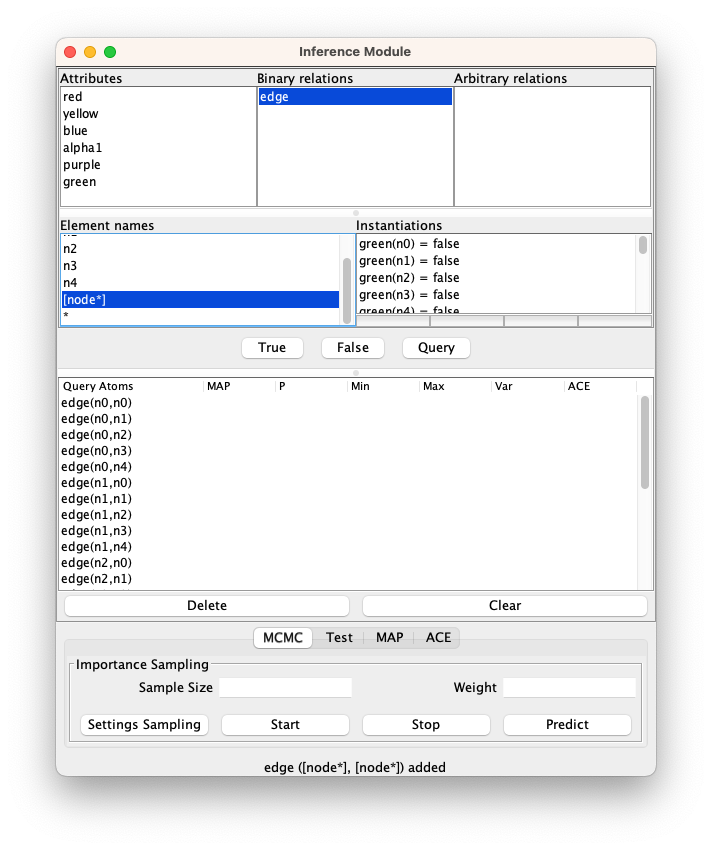 Inference Module
Attributes
Binary relations
Arbitrary relations
red
yellow
blue
alpha1
purple
green
edge
Element names
n2
n3
n4
[node*]
*
Instantiations
green(n0) = false
green(n1) = false
green(n2) = false
green(n3) = false
green(n4) = false
True
False
Query
Query Atoms MAP P Min Max Var ACE
edge(n0,n0)
edge(n0,n1)
edge(n0,n2)
edge(n0,n3)
edge(n0,n4)
edge(n1,n0)
edge(n1,n1)
edge(n1,n2)
edge(n1,n3)
edge(n1,n4)
edge(n2,n0)
edge(n2,n1)
Delete
Clear
MCMC Test MAP ACE
Importance Sampling
Sample Size
Weight
Settings Sampling
Start
Stop
Predict
edge ([node*], [node*]) added